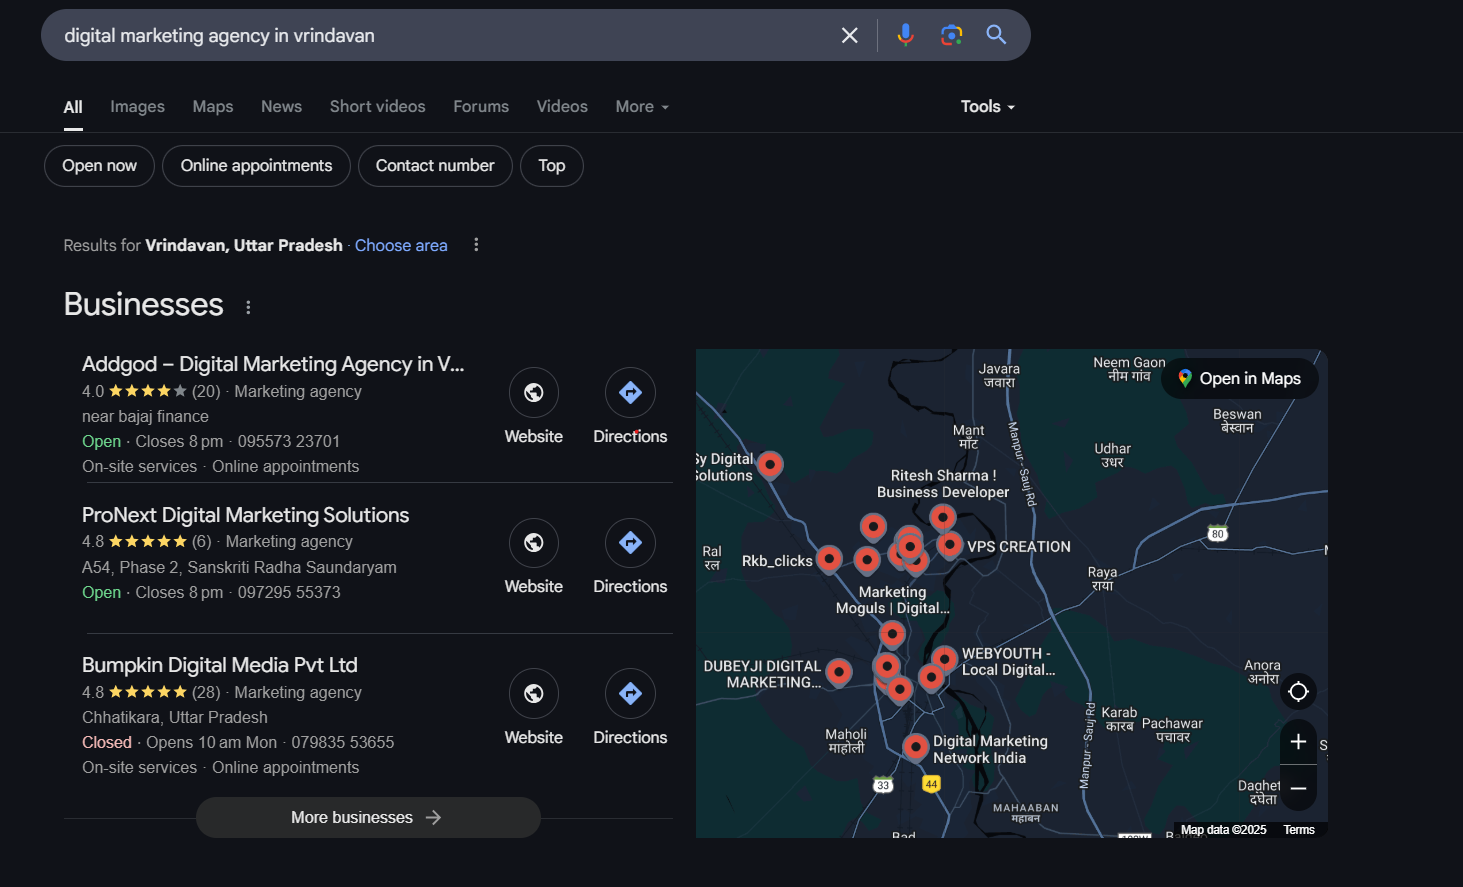 digital marketing agency in vrindavan
All Images Maps News Short videos Forums Videos More Tools
Open now Online appointments Contact number Top
Results for Vrindavan, Uttar Pradesh · Choose area
Businesses
Addgod – Digital Marketing Agency in V...
4.0 (20) · Marketing agency
near bajaj finance
Open · Closes 8 pm · 095573 23701
On-site services · Online appointments
Website Directions
ProNext Digital Marketing Solutions
4.8 (6) · Marketing agency
A54, Phase 2, Sanskriti Radha Saundaryam
Open · Closes 8 pm · 097295 55373
Website Directions
Bumpkin Digital Media Pvt Ltd
4.8 (28) · Marketing agency
Chhatikara, Uttar Pradesh
Closed · Opens 10 am Mon · 079835 53655
On-site services · Online appointments
Website Directions
More businesses
Open in Maps
Javara
जवारा
Neem Gaon
नीम गांव
Beswan
बेस्वान
Mant
माँट
Manpur - Sauj Rd
Udhar
उधर
Sy Digital
Solutions
Ritesh Sharma !
Business Developer
80
Ral
रल
Rkb_clicks
VPS CREATION
Raya
राया
Marketing
Moguls | Digital...
DUBEYJI DIGITAL
MARKETING...
WEBYOUTH -
Local Digital...
Anora
अनोरा
Karab
कारब
Pachawar
पचावर
Manpur - Sauj Rd
Maholi
माहोली
Digital Marketing
Network India
33
44
MAHAABAN
महाबन
Daghet
दघेता
Map data ©2025 Terms